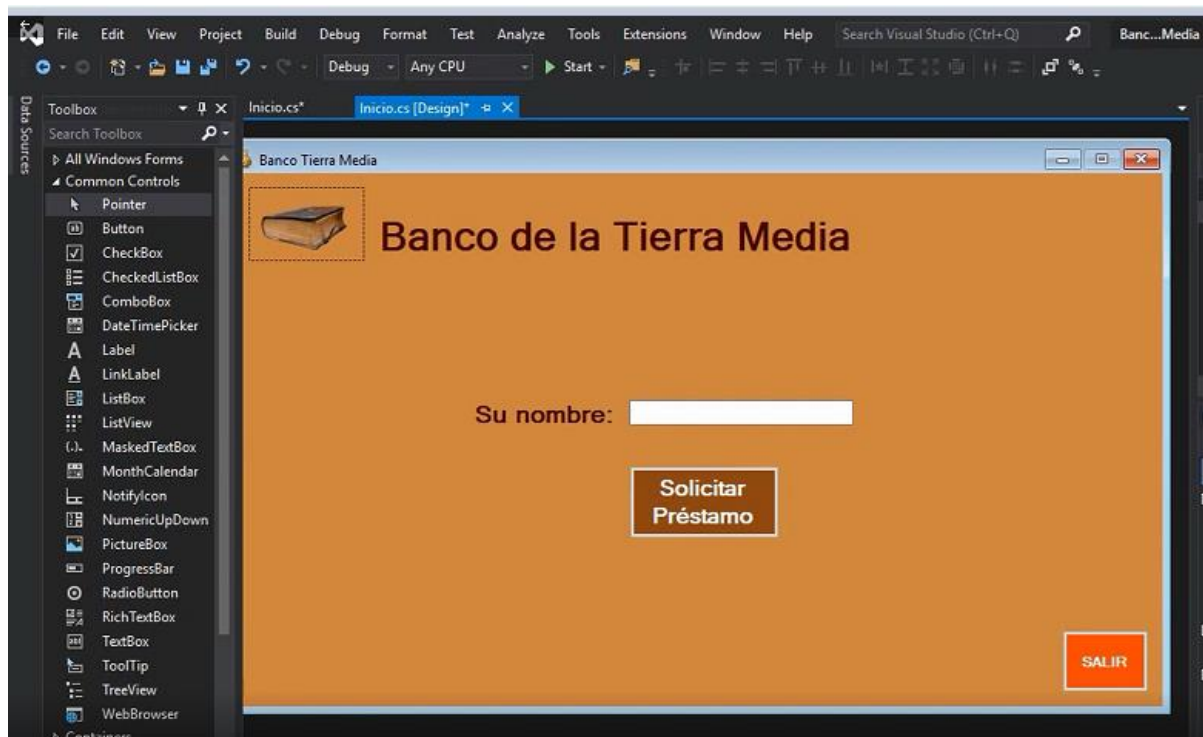 File Edit View Project Build Debug Format Test Analyze Tools Extensions Window Help Search Visual Studio (Ctrl+Q) Banc...Media
Debug Any CPU Start
Data Sources
Toolbox
Search Toolbox
All Windows Forms
Common Controls
Pointer
Button
CheckBox
CheckedListBox
ComboBox
DateTimePicker
Label
LinkLabel
ListBox
ListView
MaskedTextBox
MonthCalendar
NotifyIcon
NumericUpDown
PictureBox
ProgressBar
RadioButton
RichTextBox
TextBox
ToolTip
TreeView
WebBrowser
Containers
Inicio.cs*
Inicio.cs [Design]*
Banco Tierra Media
Banco de la Tierra Media
Su nombre:
Solicitar
Préstamo
SALIR